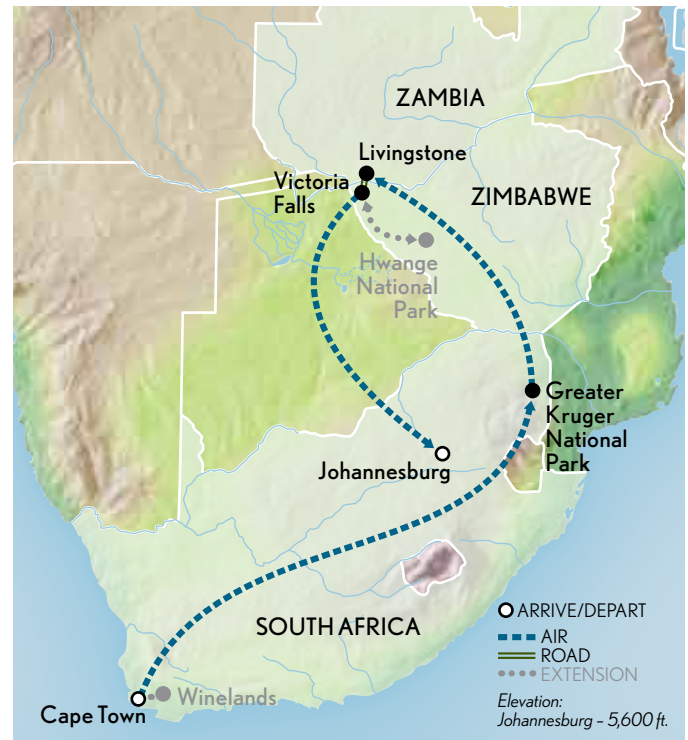 ZAMBIA
Livingstone
Victoria
Falls
ZIMBABWE
Hwange
National
Park
Greater
Kruger
National
Park
Johannesburg
SOUTH AFRICA
Winelands
Cape Town
ARRIVE/DEPART
AIR
ROAD
EXTENSION
Elevation:
Johannesburg – 5,600 ft.